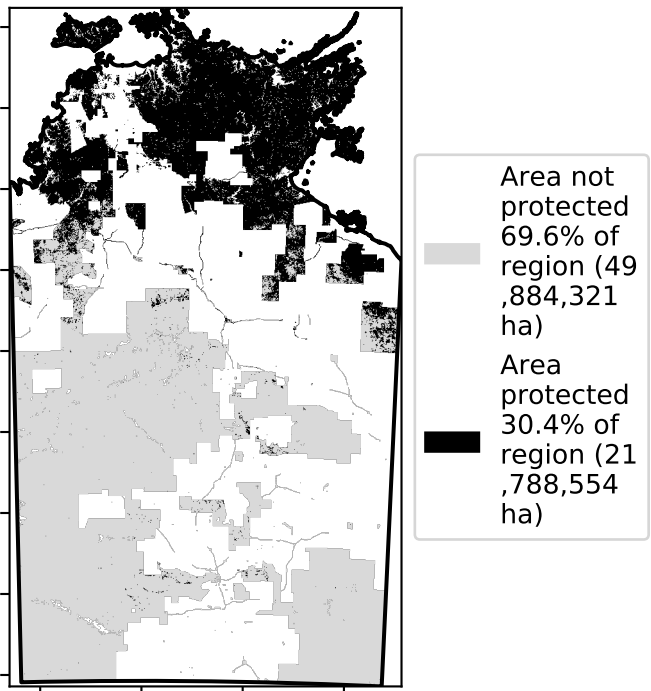 Area not
protected
69.6% of
region (49
,884,321
ha)
Area
protected
30.4% of
region (21
,788,554
ha)